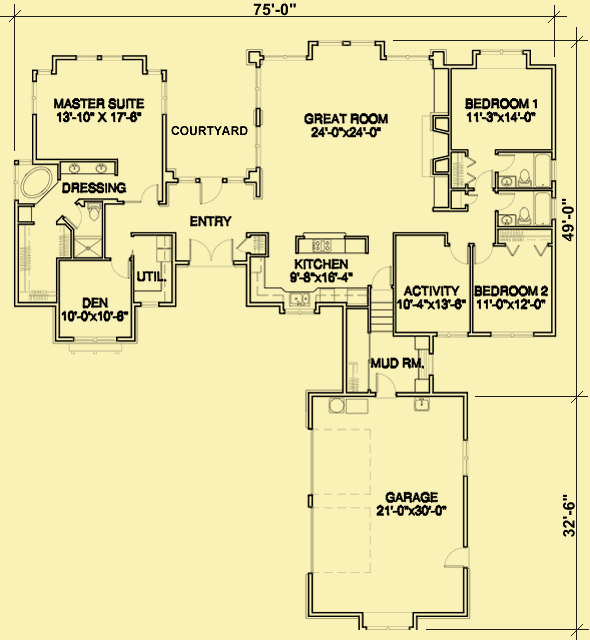 75'-0"
MASTER SUITE
13'-10" X 17'-6"
COURTYARD
GREAT ROOM
24'-0"x24'-0"
BEDROOM 1
11'-3"x14'-0"
DRESSING
ENTRY
49'-0"
KITCHEN
9'-8"x16'-4"
UTIL.
DEN
10'-0"x10'-6"
ACTIVITY
10'-4"x13'-6"
BEDROOM 2
11'-0"x12'-0"
MUD RM.
GARAGE
21'-0"x30'-0"
32'-6"